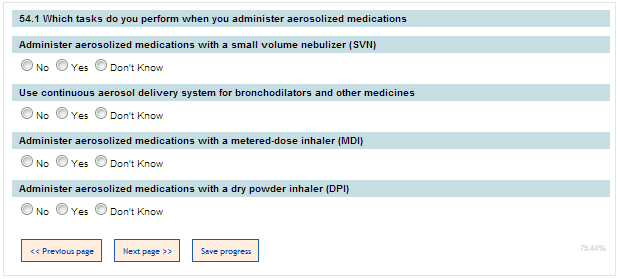 54.1 Which tasks do you perform when you administer aerosolized medications
Administer aerosolized medications with a small volume nebulizer (SVN)
No Yes Don't Know
Use continuous aerosol delivery system for bronchodilators and other medicines
No Yes Don't Know
Administer aerosolized medications with a metered-dose inhaler (MDI)
No Yes Don't Know
Administer aerosolized medications with a dry powder inhaler (DPI)
No Yes Don't Know
<< Previous page Next page >> Save progress 79.44%